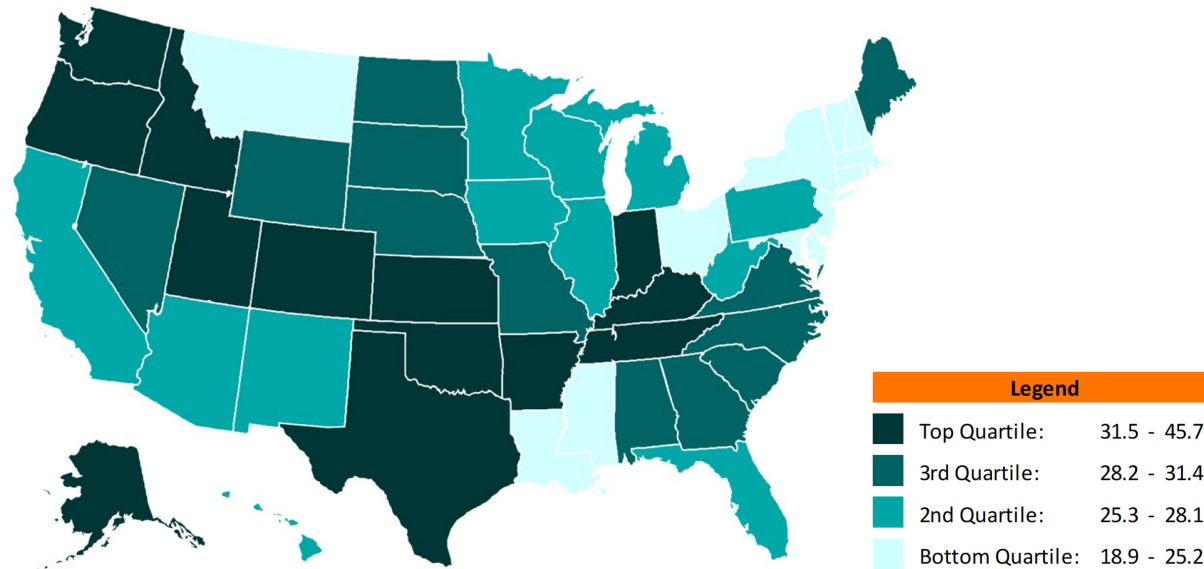 Legend
Top Quartile: 31.5 - 45.7
3rd Quartile: 28.2 - 31.4
2nd Quartile: 25.3 - 28.1
Bottom Quartile: 18.9 - 25.2